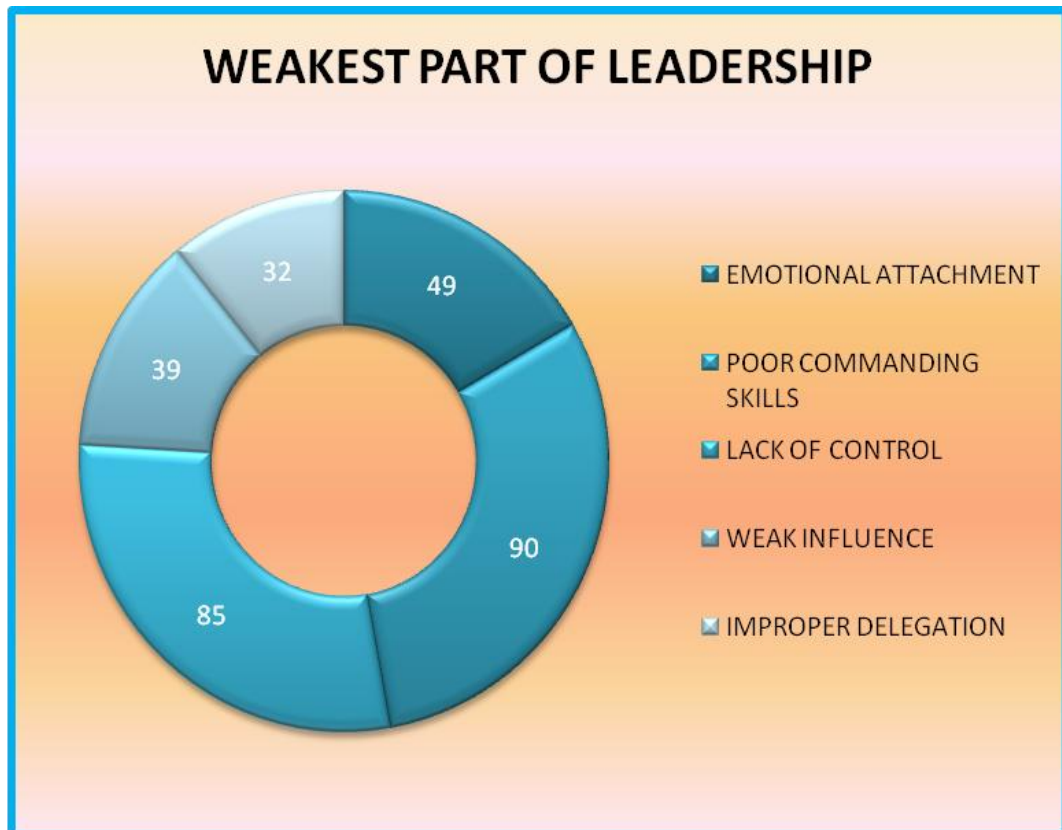 WEAKEST PART OF LEADERSHIP
32
49
39
90
85
EMOTIONAL ATTACHMENT
POOR COMMANDING
SKILLS
LACK OF CONTROL
WEAK INFLUENCE
IMPROPER DELEGATION